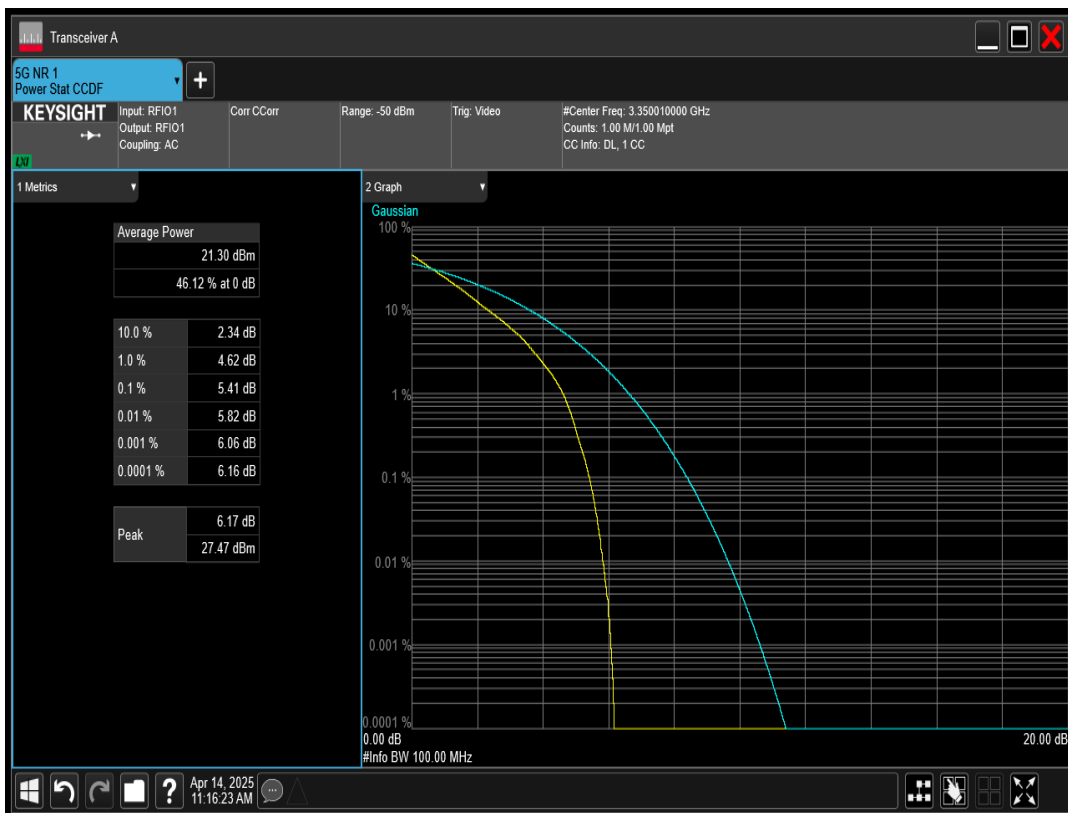 Transceiver A
5G NR 1
Power Stat CCDF
+
KEYSIGHT
LXI
Input: RFIO1
Output: RFIO1
Coupling: AC
Corr CCorr
Range: -50 dBm
Trig: Video
#Center Freq: 3.350010000 GHz
Counts: 1.00 M/1.00 Mpt
CC Info: DL, 1 CC
1 Metrics
Average Power
21.30 dBm
46.12 % at 0 dB
10.0 % 2.34 dB
1.0 % 4.62 dB
0.1 % 5.41 dB
0.01 % 5.82 dB
0.001 % 6.06 dB
0.0001 % 6.16 dB
Peak 6.17 dB
27.47 dBm
2 Graph
Gaussian
100 %
10 %
1 %
0.1 %
0.01 %
0.001 %
0.0001 %
0.00 dB 20.00 dB
#Info BW 100.00 MHz
?
Apr 14, 2025
11:16:23 AM